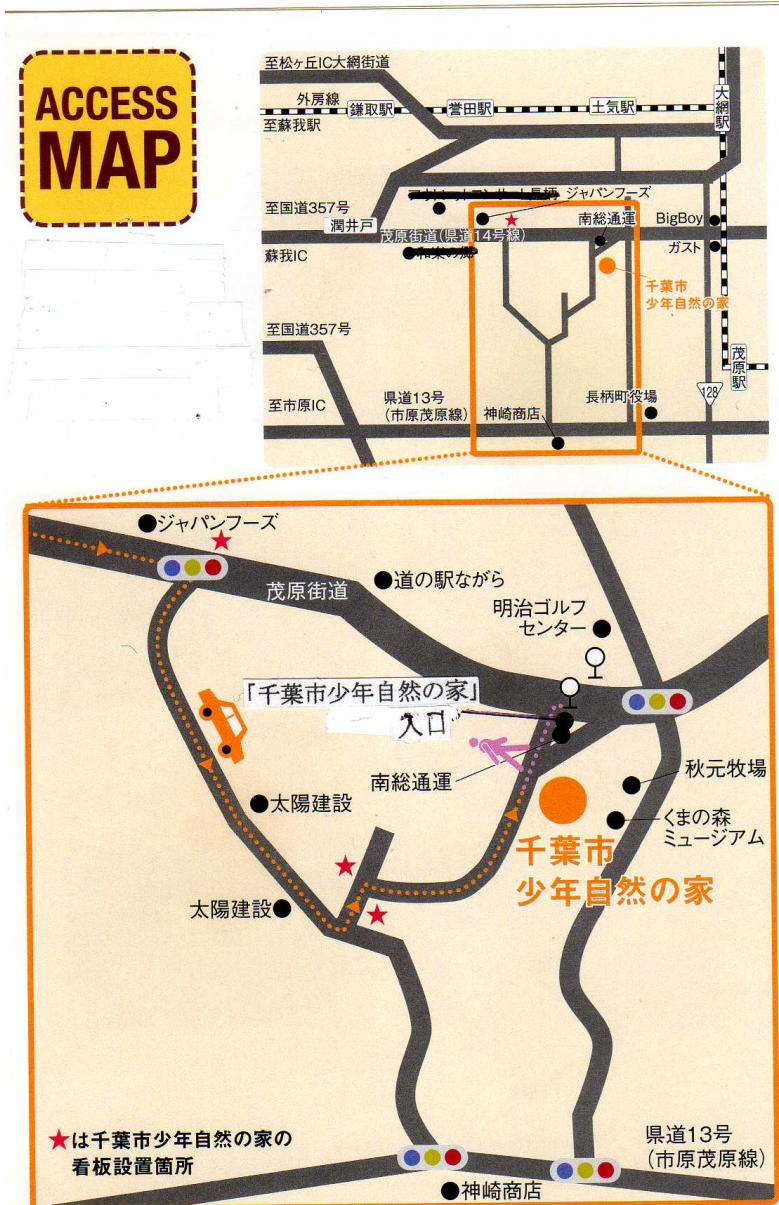 ACCESS
MAP
至松ヶ丘IC大網街道
外房線
鎌取駅
誉田駅
土気駅
大網駅
至蘇我駅
ジャパンフーズ
至国道357号
潤井戸
茂原街道(県道14号線)
南総通運
BigBoy
蘇我IC
ガスト
千葉市
少年自然の家
至国道357号
茂原駅
128
至市原IC
県道13号
(市原茂原線)
神崎商店
長柄町役場
ジャパンフーズ
茂原街道
道の駅ながら
明治ゴルフ
センター
「千葉市少年自然の家」
入口
南総通運
秋元牧場
くまの森
ミュージアム
太陽建設
千葉市
少年自然の家
太陽建設
★は千葉市少年自然の家の
看板設置箇所
県道13号
(市原茂原線)
神崎商店